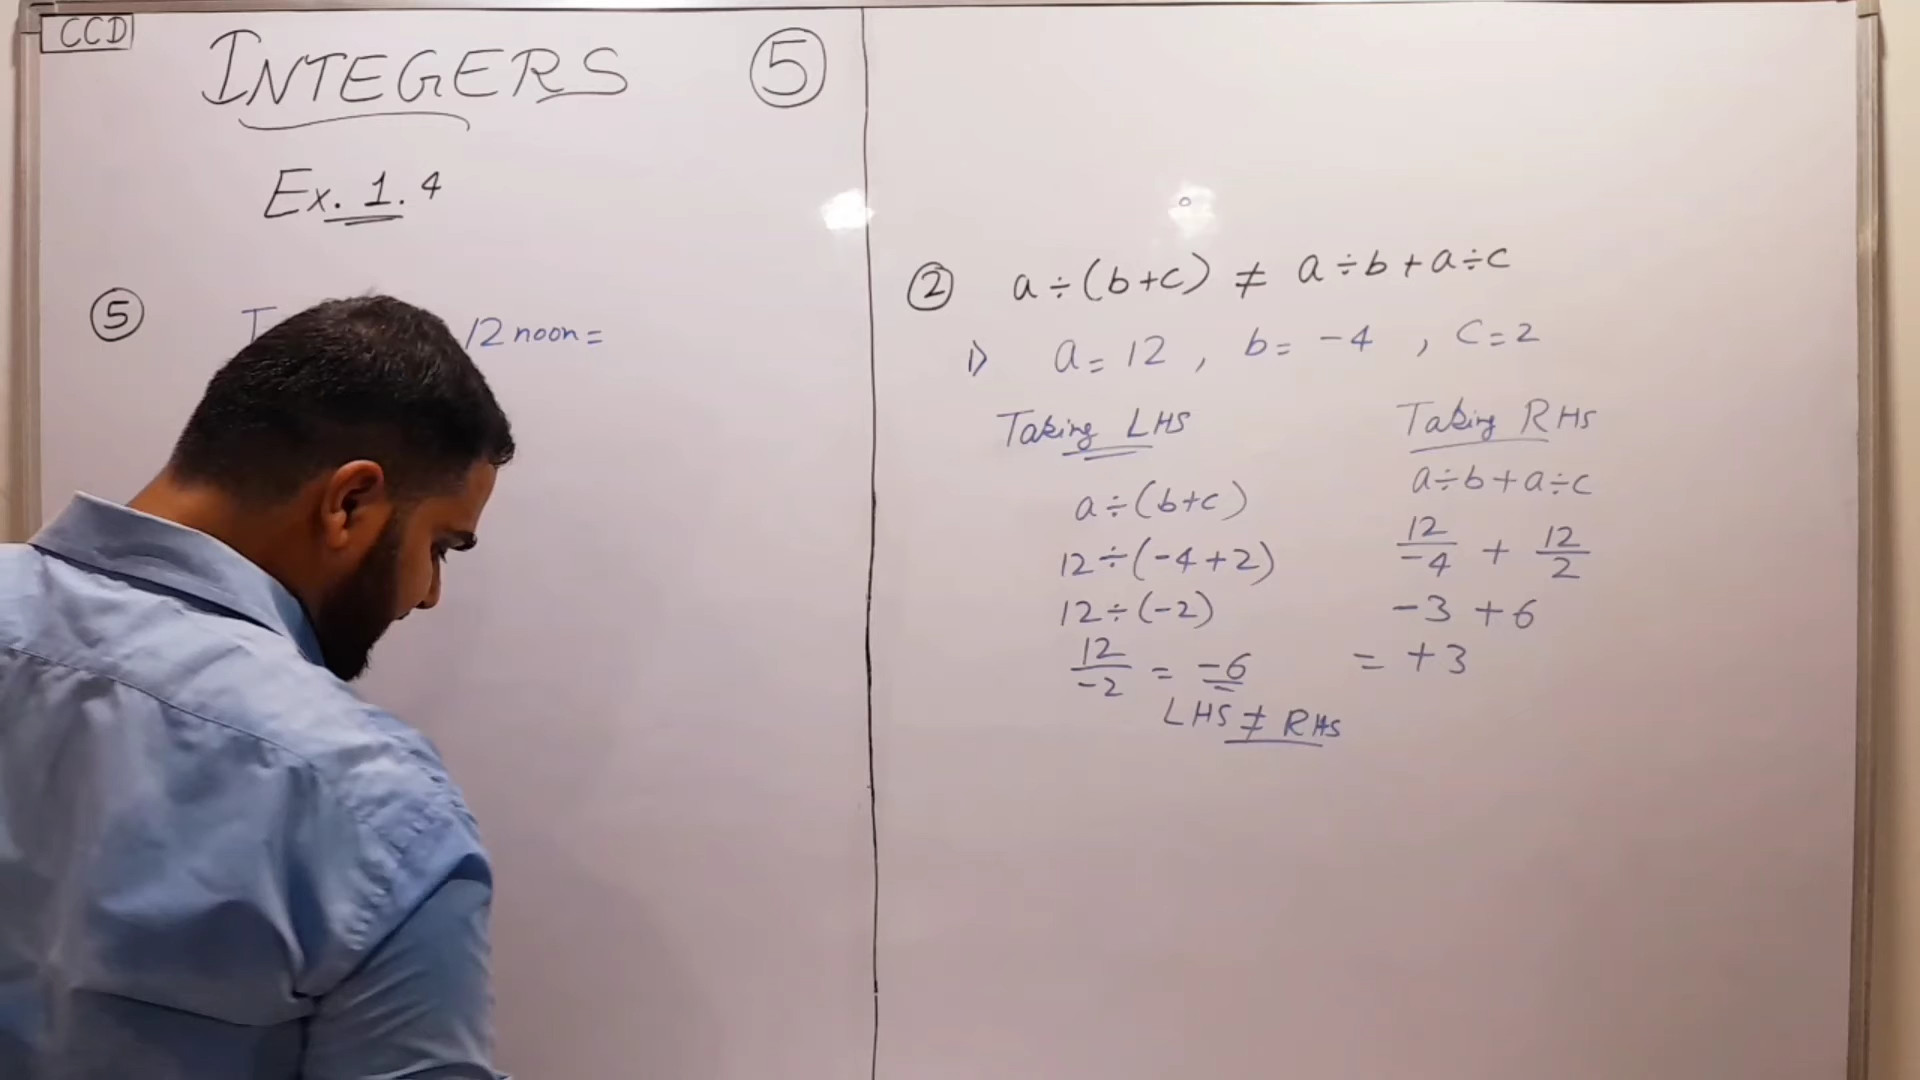 CCD
INTEGERS ⑤
Ex. 1.4
⑤ 12 noon =
② a ÷ (b+c) ≠ a ÷ b + a ÷ c
1) a = 12 , b = -4 , c = 2
Taking LHS
a ÷ (b+c)
12 ÷ (-4+2)
12 ÷ (-2)
12/-2 = -6
Taking RHS
a ÷ b + a ÷ c
12/-4 + 12/2
-3 + 6
= +3
LHS ≠ RHS